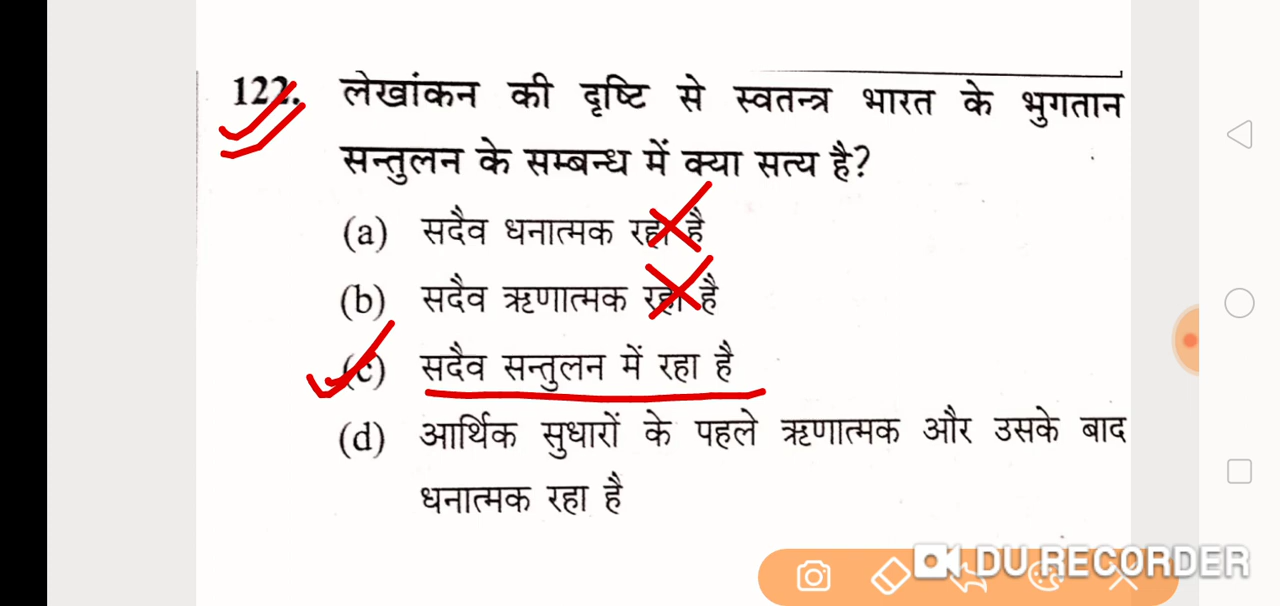 122. लेखांकन की दृष्टि से स्वतन्त्र भारत के भुगतान
सन्तुलन के सम्बन्ध में क्या सत्य है?
(a) सदैव धनात्मक रहा है
(b) सदैव ऋणात्मक रहा है
(c) सदैव सन्तुलन में रहा है
(d) आर्थिक सुधारों के पहले ऋणात्मक और उसके बाद
धनात्मक रहा है
DU RECORDER